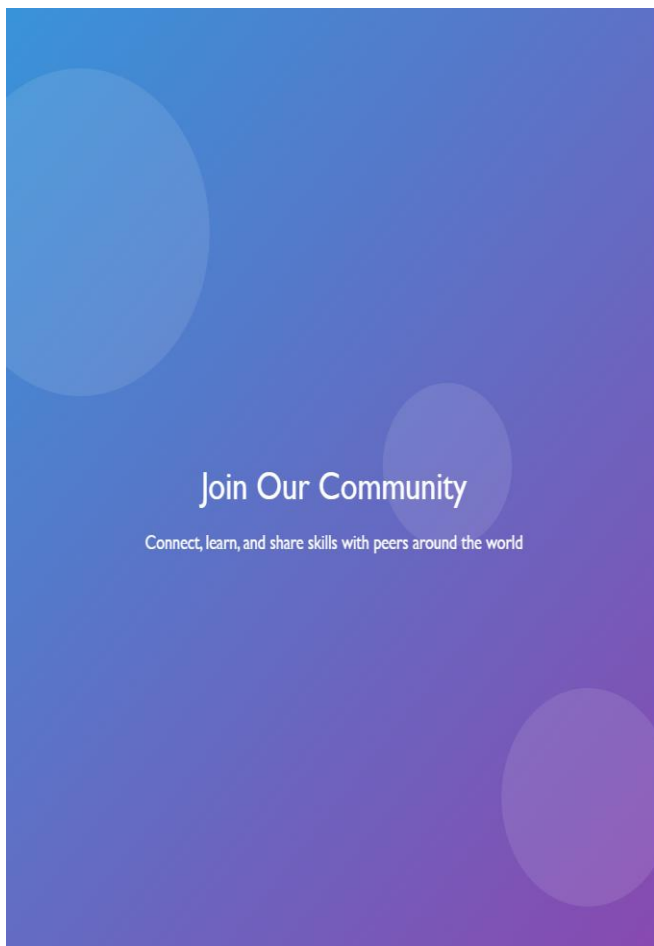 Join Our Community
Connect, learn, and share skills with peers around the world